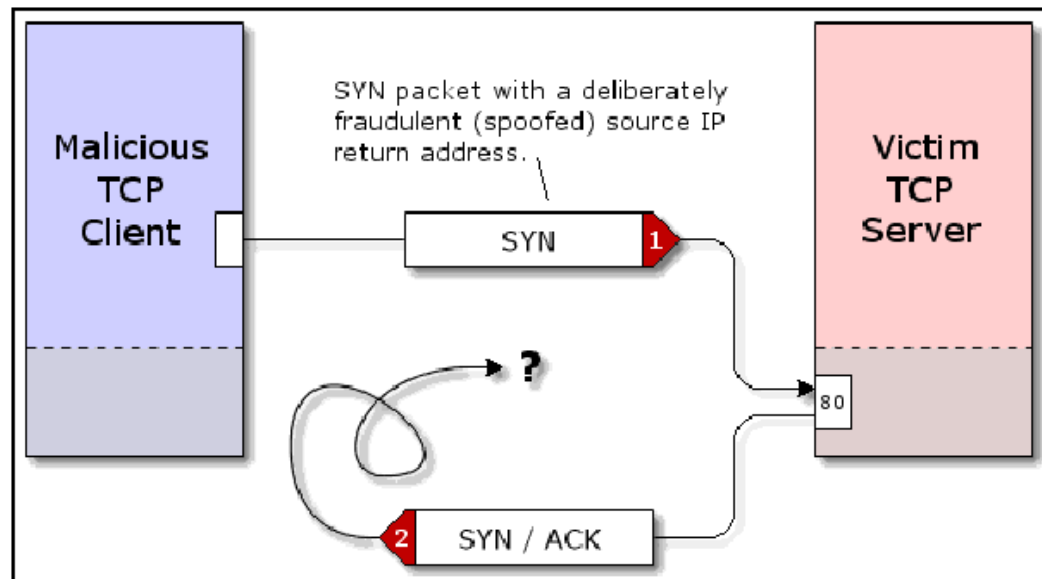 SYN packet with a deliberately
fraudulent (spoofed) source IP
return address.
Malicious
TCP
Client
Victim
TCP
Server
SYN
1
?
80
2
SYN / ACK